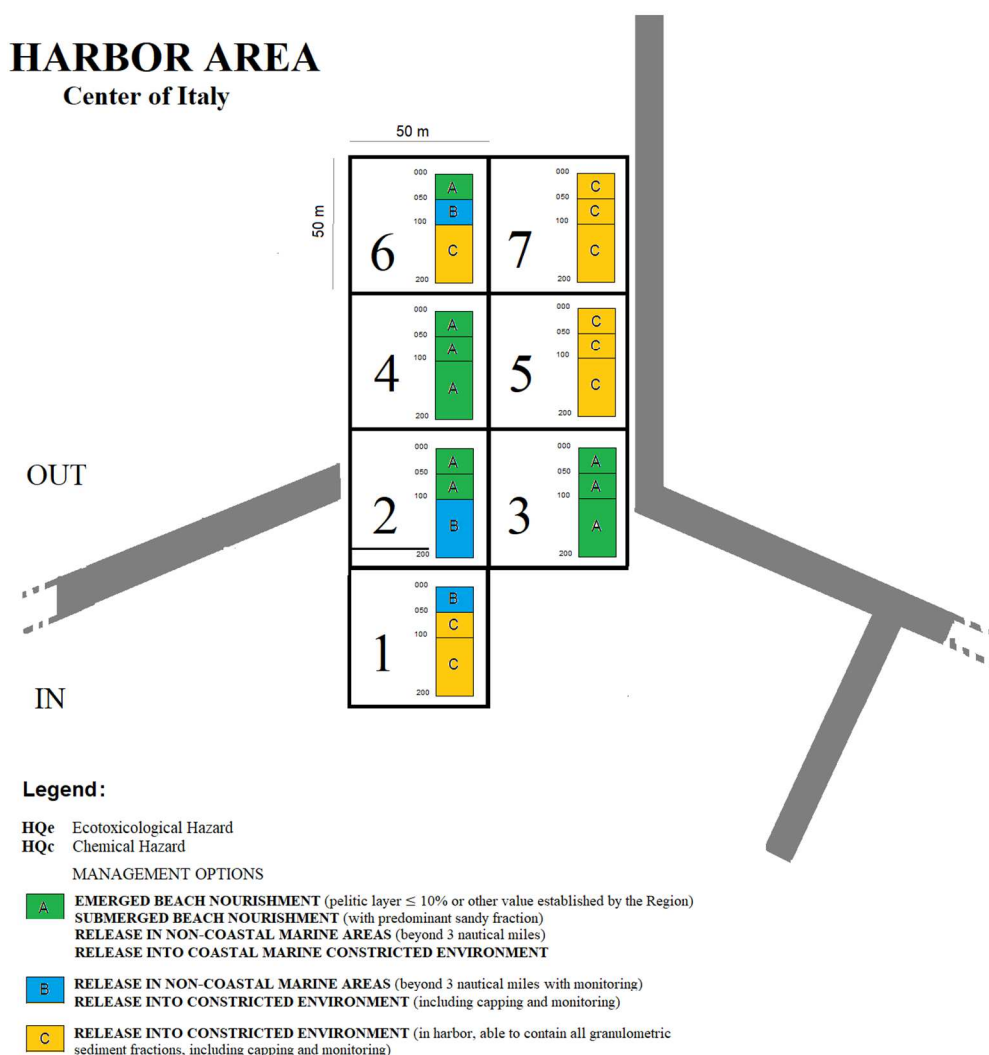 HARBOR AREA
Center of Italy
50 m
50 m
000
050
100
200
A
B
C
6
000
050
100
200
C
C
C
7
000
050
100
200
A
A
A
4
000
050
100
200
C
C
C
5
000
050
100
200
A
A
B
2
000
050
100
200
A
A
A
3
OUT
000
050
100
200
B
C
C
1
IN
Legend:
HQe Ecotoxicological Hazard
HQc Chemical Hazard
MANAGEMENT OPTIONS
A EMERGED BEACH NOURISHMENT (pelitic layer ≤ 10% or other value established by the Region)
SUBMERGED BEACH NOURISHMENT (with predominant sandy fraction)
RELEASE IN NON-COASTAL MARINE AREAS (beyond 3 nautical miles)
RELEASE INTO COASTAL MARINE CONSTRICTED ENVIRONMENT
B RELEASE IN NON-COASTAL MARINE AREAS (beyond 3 nautical miles with monitoring)
RELEASE INTO CONSTRICTED ENVIRONMENT (including capping and monitoring)
C RELEASE INTO CONSTRICTED ENVIRONMENT (in harbor, able to contain all granulometric
sediment fractions, including capping and monitoring)